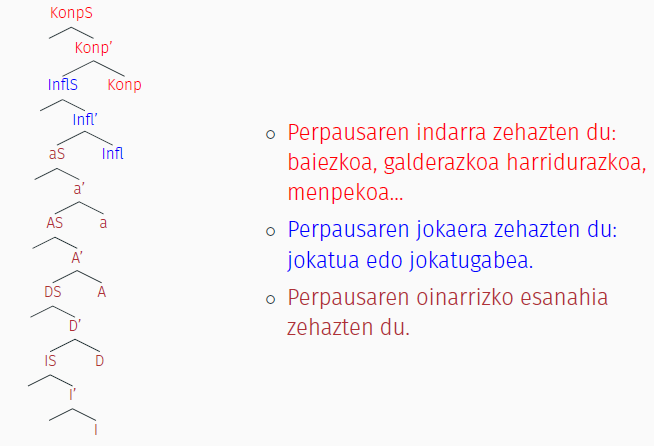 KonpS
Konp'
InflS Konp
Infl'
aS Infl
a'
AS a
A'
DS A
D'
IS D
I'
I
Perpausaren indarra zehazten du:
baiezkoa, galderazkoa harridurazkoa,
menpekoa...
Perpausaren jokaera zehazten du:
jokatua edo jokatugabea.
Perpausaren oinarrizko esanahia
zehazten du.